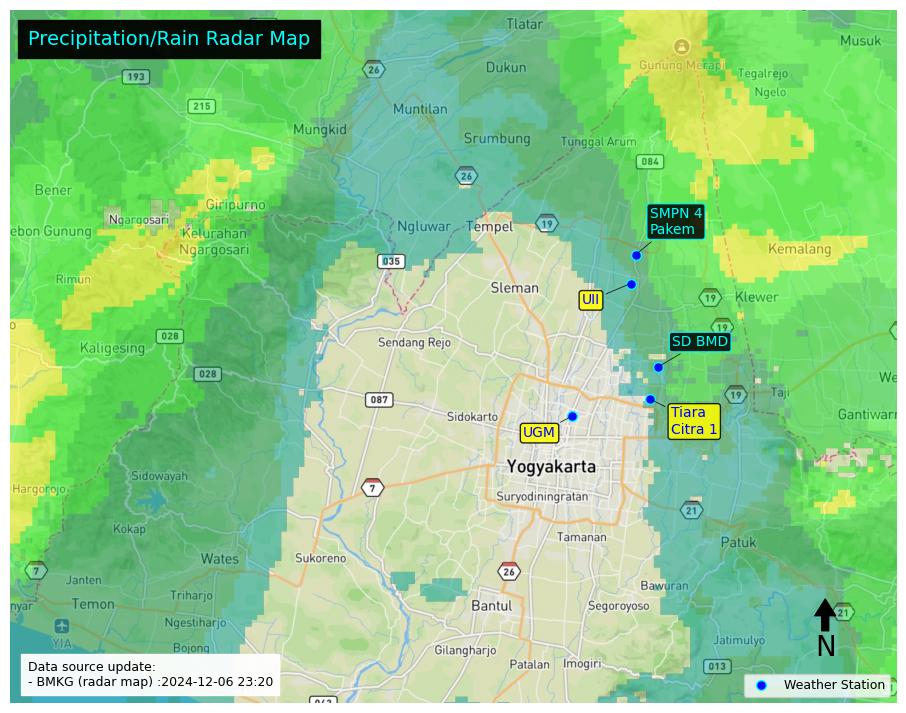 Precipitation/Rain Radar Map
Tlatar
Musuk
26
Gunung Merapi
193
Dukun
Tegalrejo
Ngelo
215
Muntilan
Mungkid
Srumbung
Tunggal Arum
084
26
Bener
Giripurno
Ngargosari
SMPN 4
Pakem
ebon Gunung
Kelurahan
Ngargosari
Ngluwar
Tempel
19
Kemalang
035
Rimun
Sleman
UII
19
Klewer
19
028
Kaligesing
Sendang Rejo
SD BMD
028
We
087
19
Taji
Sidokarto
UGM
Tiara
Citra 1
Gantiwar
Yogyakarta
Sidowayah
Hargorojo
7
Suryodiningratan
21
Kokap
Tamanan
Patuk
Wates
Sukoreno
7
26
Janten
Bawuran
nyar
Temon
Triharjo
Bantul
Segoroyoso
21
Ngestiharjo
YIA
Bojong
Jatimulyo
N
Gilangharjo
Patalan
Imogiri
013
Data source update:
- BMKG (radar map) :2024-12-06 23:20
Weather Station